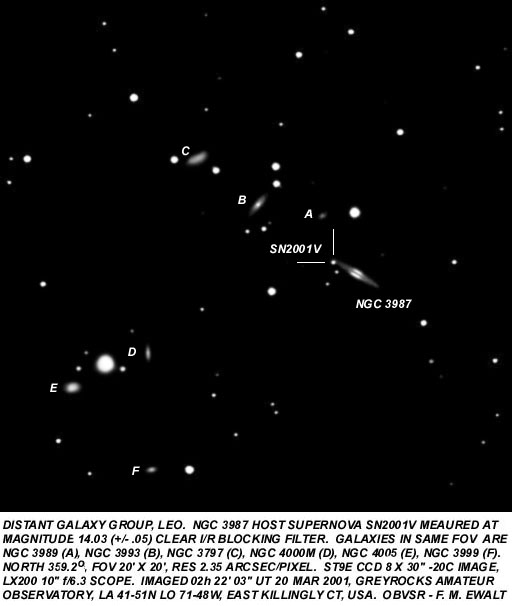 C
B
A
SN2001V
NGC 3987
D
E
F
DISTANT GALAXY GROUP, LEO. NGC 3987 HOST SUPERNOVA SN2001V MEAURED AT
MAGNITUDE 14.03 (+/- .05) CLEAR I/R BLOCKING FILTER. GALAXIES IN SAME FOV ARE
NGC 3989 (A), NGC 3993 (B), NGC 3797 (C), NGC 4000M (D), NGC 4005 (E), NGC 3999 (F).
NORTH 359.2º, FOV 20' X 20', RES 2.35 ARCSEC/PIXEL. ST9E CCD 8 X 30" -20C IMAGE,
LX200 10" f/6.3 SCOPE. IMAGED 02h 22' 03" UT 20 MAR 2001, GREYROCKS AMATEUR
OBSERVATORY, LA 41-51N LO 71-48W, EAST KILLINGLY CT, USA. OBVSR - F. M. EWALT